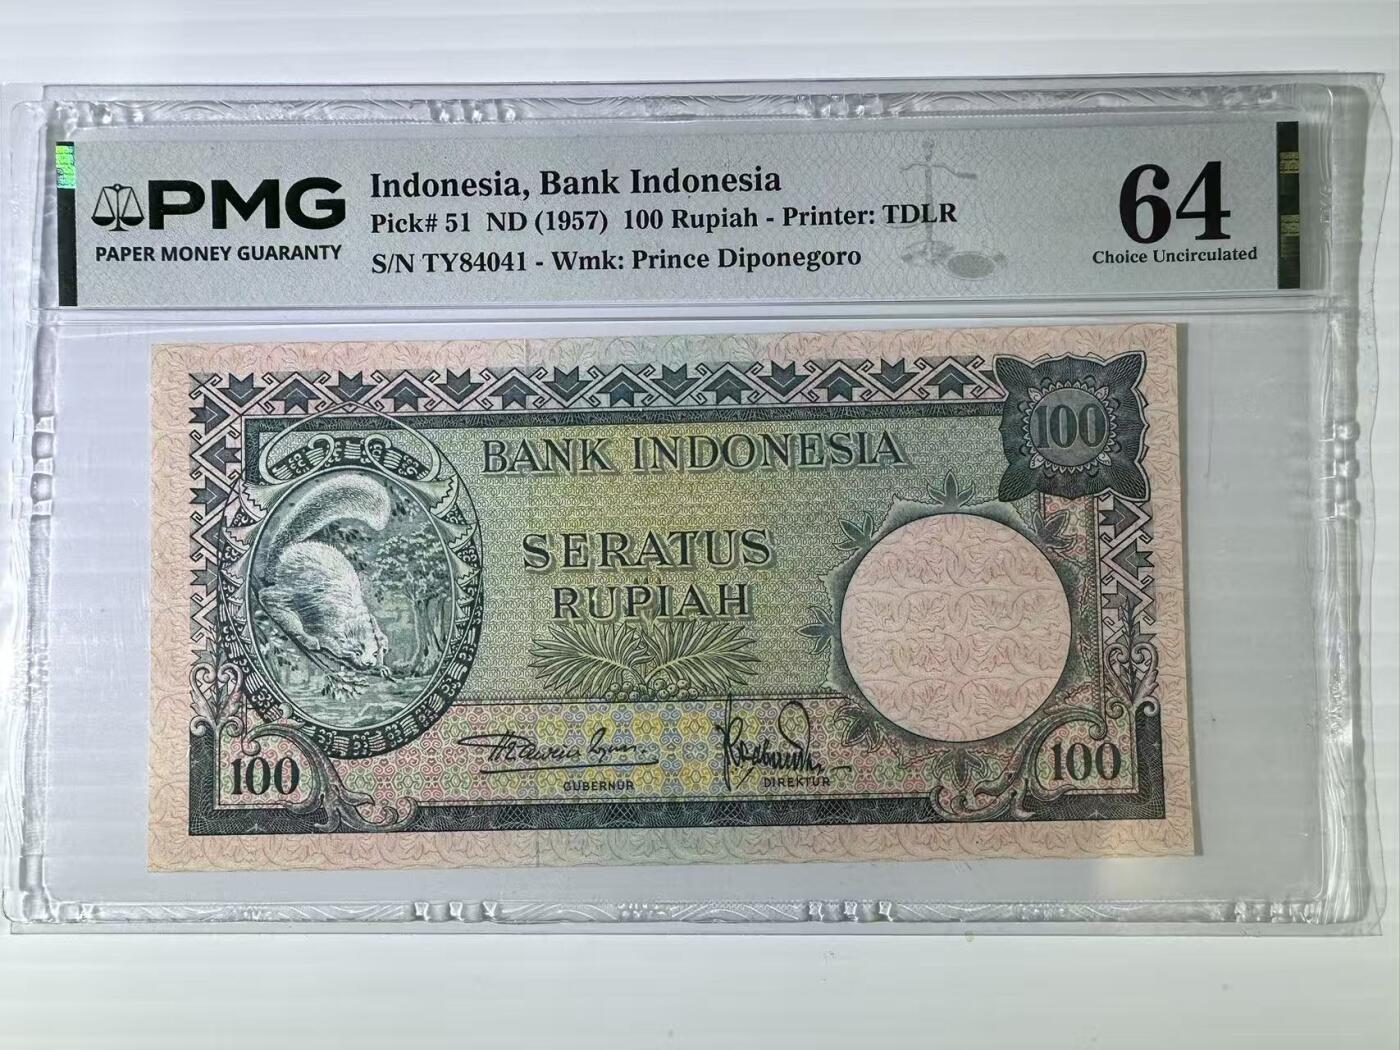 PMG
PAPER MONEY GUARANTY
Indonesia, Bank Indonesia
Pick# 51 ND (1957) 100 Rupiah - Printer: TDLR
S/N TY84041 - Wmk: Prince Diponegoro
64
Choice Uncirculated
100
BANK INDONESIA
SERATUS
RUPIAH
100
GUBERNUR
DIREKTUR
100